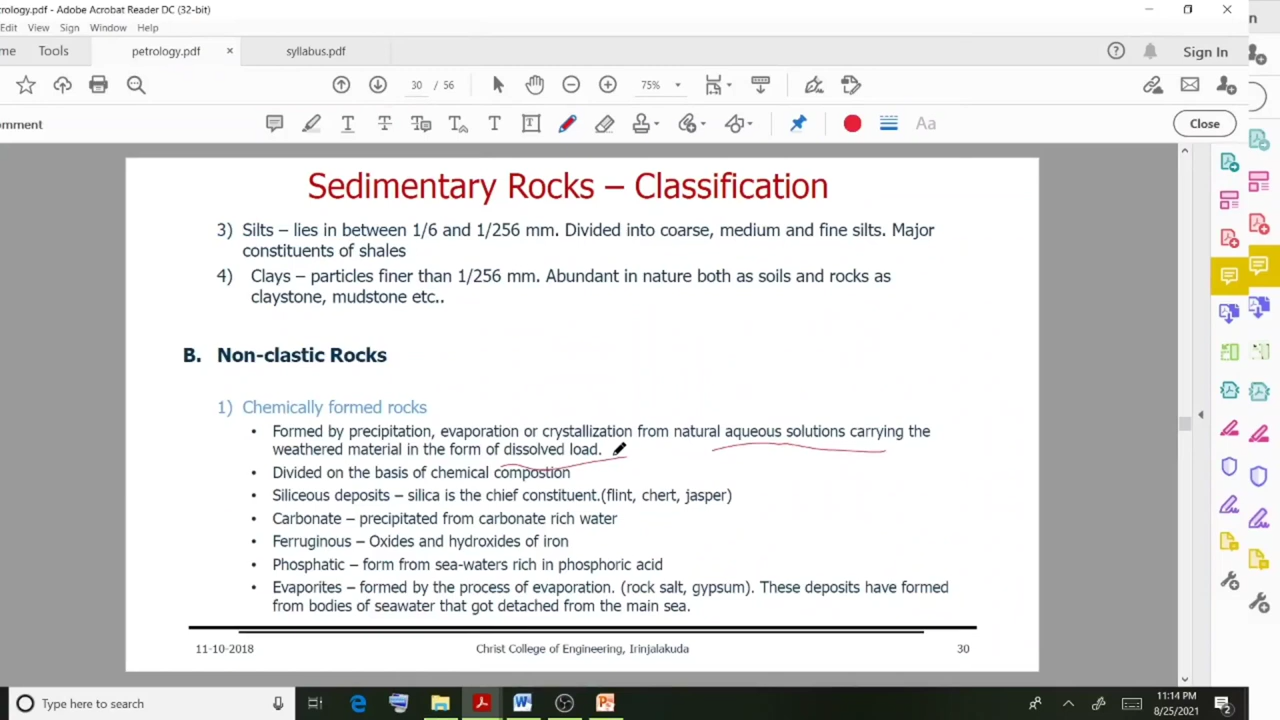 rology.pdf - Adobe Acrobat Reader DC (32-bit)
Edit View Sign Window Help
me Tools petrology.pdf × syllabus.pdf Sign In
30 / 56 75%
omment T T T T T Aa Close
Sedimentary Rocks – Classification
3) Silts – lies in between 1/6 and 1/256 mm. Divided into coarse, medium and fine silts. Major
constituents of shales
4) Clays – particles finer than 1/256 mm. Abundant in nature both as soils and rocks as
claystone, mudstone etc..
B. Non-clastic Rocks
1) Chemically formed rocks
• Formed by precipitation, evaporation or crystallization from natural aqueous solutions carrying the
weathered material in the form of dissolved load.
• Divided on the basis of chemical compostion
• Siliceous deposits – silica is the chief constituent.(flint, chert, jasper)
• Carbonate – precipitated from carbonate rich water
• Ferruginous – Oxides and hydroxides of iron
• Phosphatic – form from sea-waters rich in phosphoric acid
• Evaporites – formed by the process of evaporation. (rock salt, gypsum). These deposits have formed
from bodies of seawater that got detached from the main sea.
11-10-2018 Christ College of Engineering, Irinjalakuda 30
Type here to search
11:14 PM
8/25/2021
2